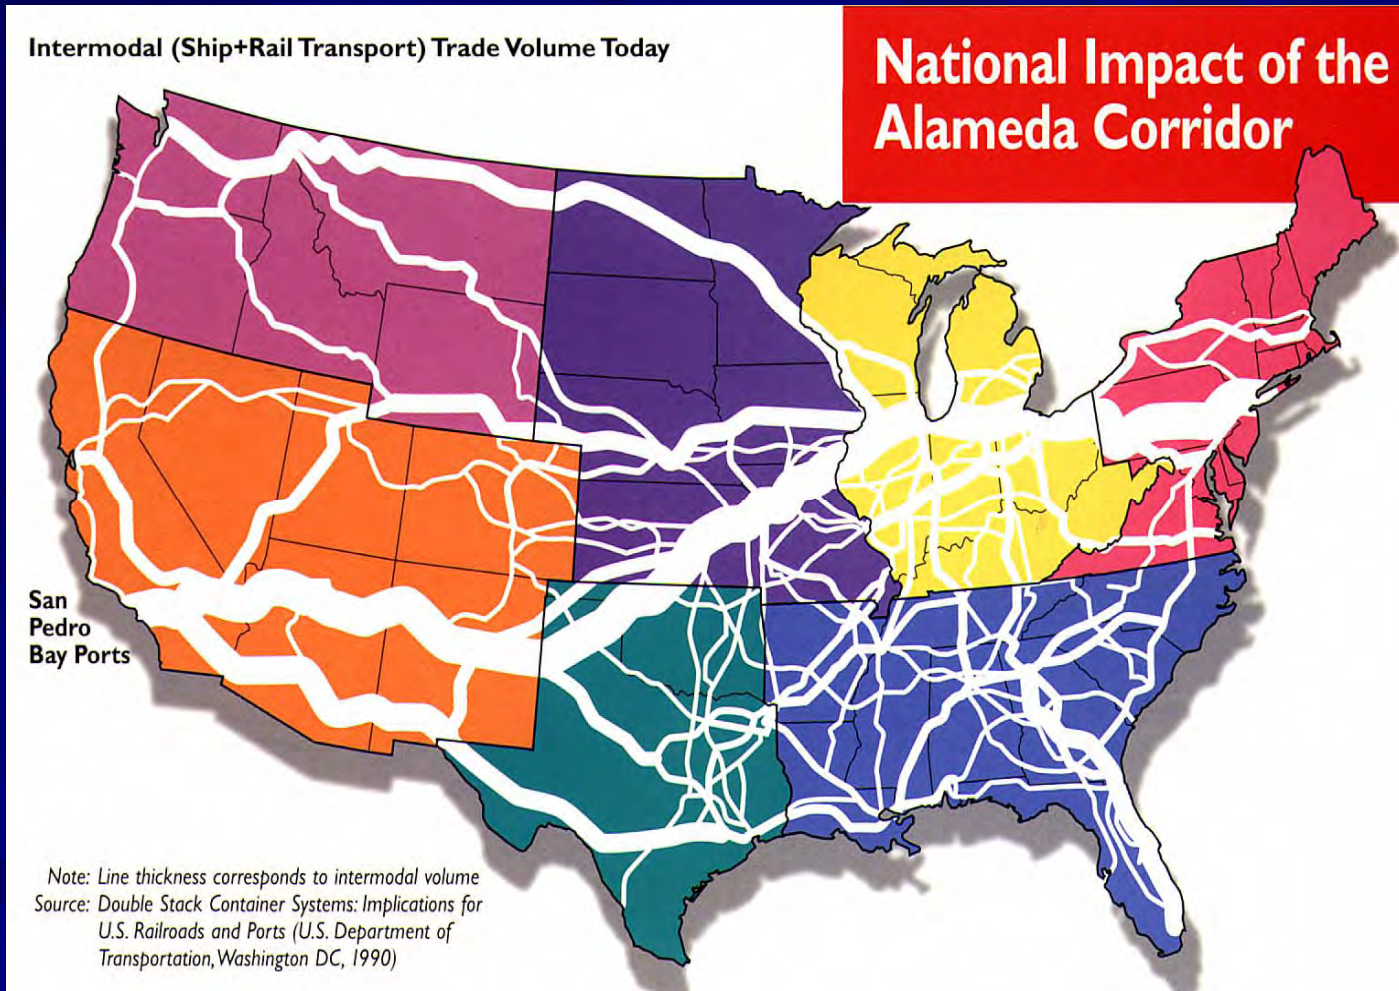 Intermodal (Ship+Rail Transport) Trade Volume Today
National Impact of the
Alameda Corridor
San
Pedro
Bay Ports
Note: Line thickness corresponds to intermodal volume
Source: Double Stack Container Systems: Implications for
U.S. Railroads and Ports (U.S. Department of
Transportation, Washington DC, 1990)